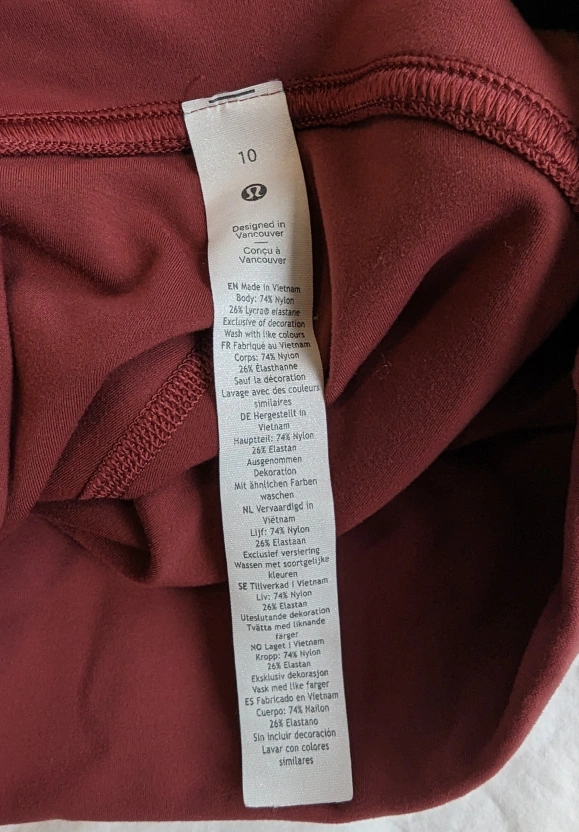 10
Designed in
Vancouver
Conçu à
Vancouver
EN Made in Vietnam
Body: 74% Nylon
26% Lycra® elastane
Exclusive of decoration
Wash with like colours
FR Fabriqué au Vietnam
Corps: 74% Nylon
26% Élasthanne
Sauf la décoration
Lavage avec des couleurs
similaires
DE Hergestellt in
Vietnam
Hauptteil: 74% Nylon
26% Elastan
Ausgenommen
Dekoration
Mit ähnlichen Farben
waschen
NL Vervaardigd in
Viëtnam
Lijf: 74% Nylon
26% Elastaan
Exclusief versiering
Wassen met soortgelijke
kleuren
SE Tillverkad i Vietnam
Liv: 74% Nylon
26% Elastan
Uteslutande dekoration
Tvätta med liknande
färger
NO Laget i Vietnam
Kropp: 74% Nylon
26% Elastan
Eksklusiv dekorasjon
Vask med like farger
ES Fabricado en Vietnam
Cuerpo: 74% Nailon
26% Elastano
Sin incluir decoración
Lavar con colores
similares